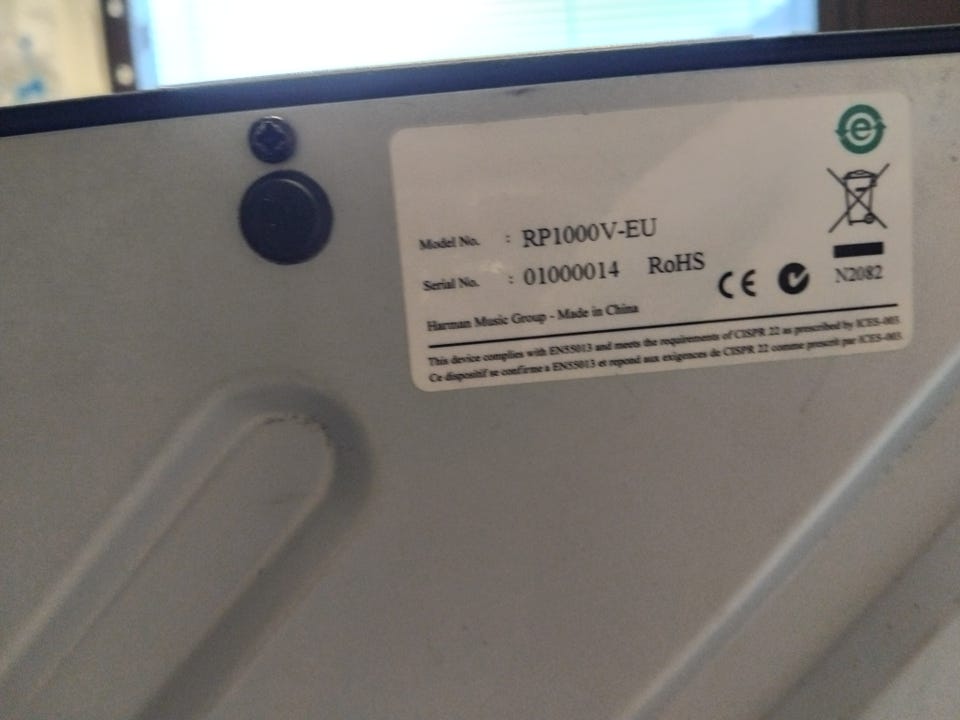 e
Model No. : RP1000V-EU
Serial No. : 01000014 RoHS
CE
N2082
Harman Music Group - Made in China
This device complies with EN55013 and meets the requirements of CISPR 22 as prescribed by ICES-003.
Ce dispositif se confirme a EN55013 et repond aux exigences de CISPR 22 comme prescrit par ICES-003.